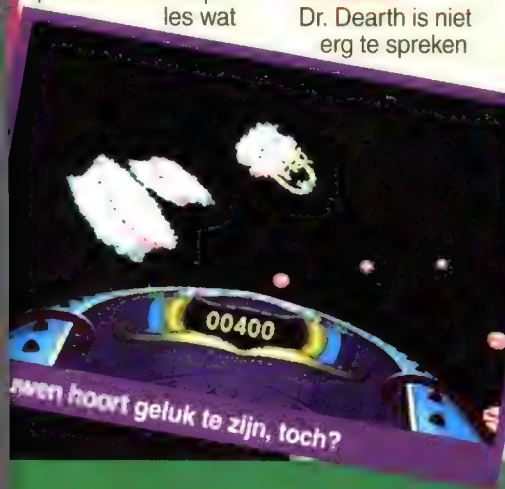 les wat
Dr. Dearth is niet
erg te spreken
00400
hoort geluk te zijn, toch?